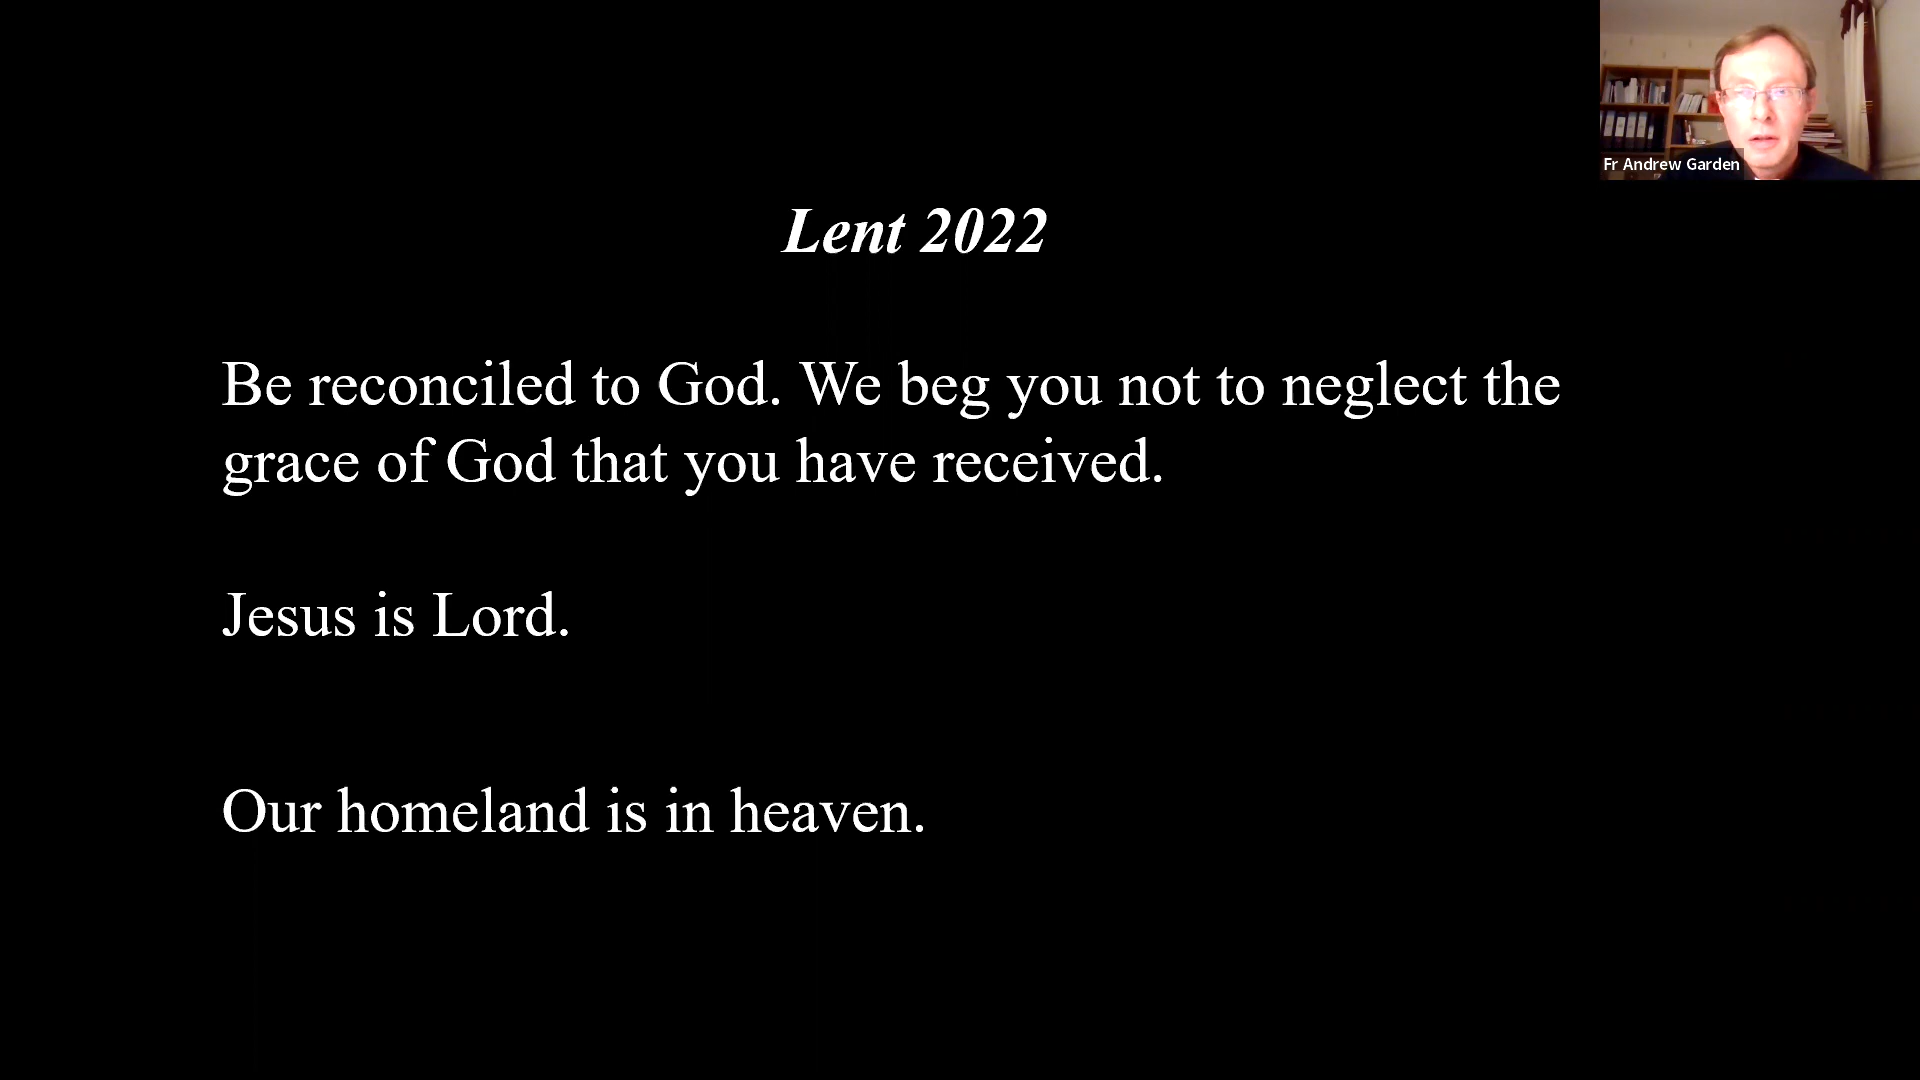 Fr Andrew Garden
Lent 2022
Be reconciled to God. We beg you not to neglect the
grace of God that you have received.
Jesus is Lord.
Our homeland is in heaven.